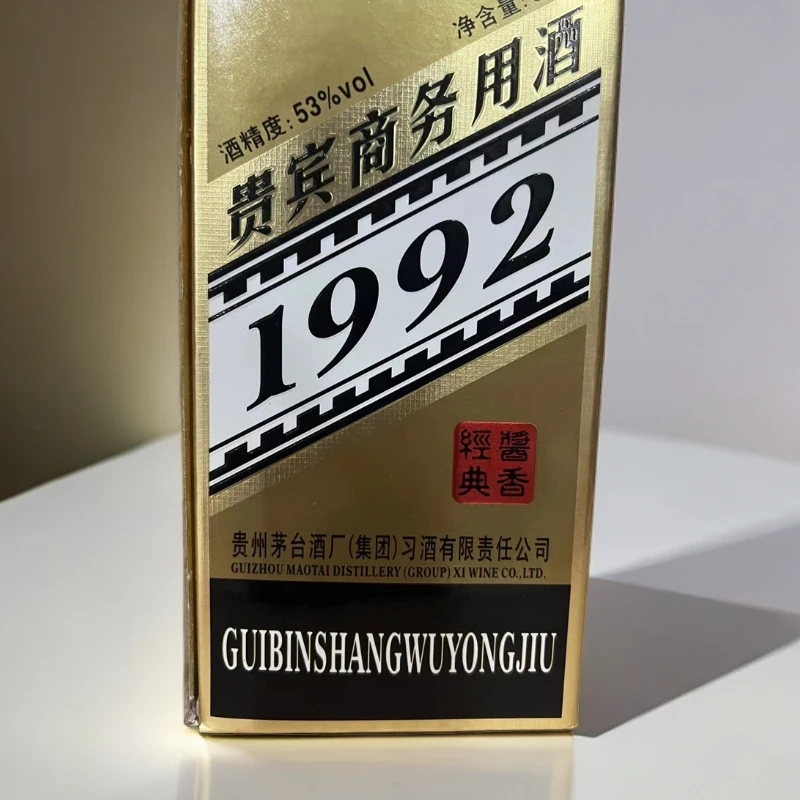 净含量:
酒精度:53%vol
贵宾商务用酒
1992
醬香
經典
贵州茅台酒厂(集团)习酒有限责任公司
GUIZHOU MAOTAI DISTILLERY (GROUP) XI WINE CO.,LTD.
GUIBINSHANGWUYONGJIU